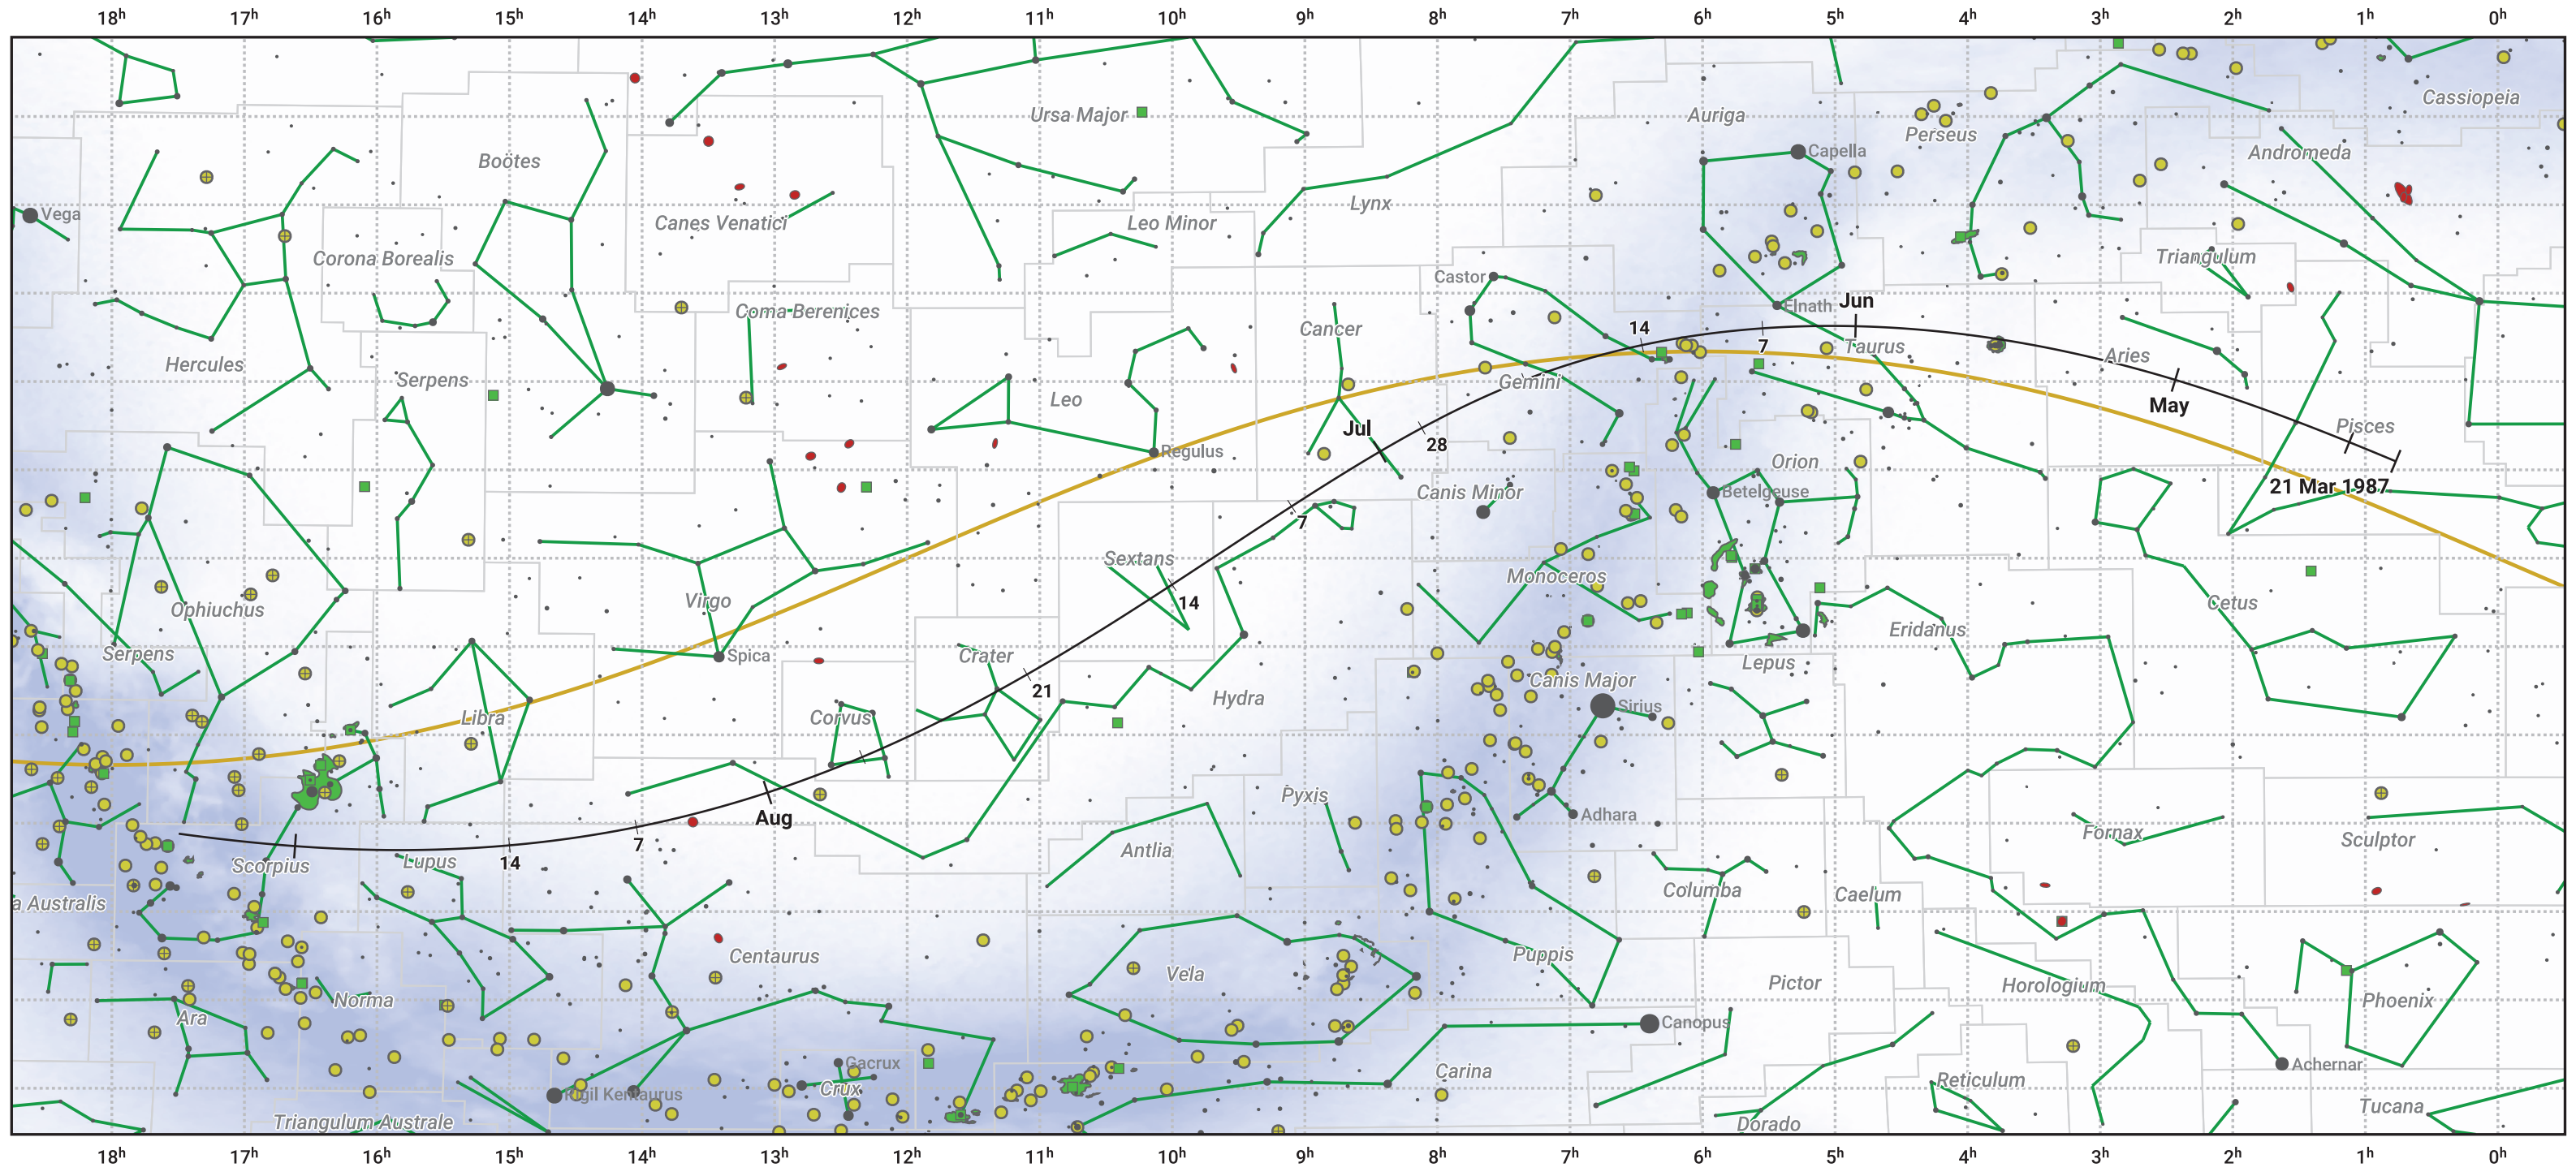 18h 17h 16h 15h 14h 13h 12h 11h 10h 9h 8h 7h 6h 5h 4h 3h 2h 1h 0h
Cassiopeia
Ursa Major
Auriga
Perseus
Boötes
Capella
Andromeda
Vega
Canes Venatici
Leo Minor
Lynx
Corona Borealis
Triangulum
Castor
Coma Berenices
Elnath
Jun
Cancer
14
7
Taurus
Hercules
Serpens
Leo
Gemini
Aries
May
Jul
28
Pisces
Regulus
Orion
Canis Minor
Betelgeuse
21 Mar 1987
7
Sextans
Monoceros
14
Ophiuchus
Virgo
Cetus
Eridanus
Serpens
Spica
Crater
Lepus
21
Canis Major
Hydra
Sirius
Libra
Corvus
Pyxis
Aug
Adhara
7
14
Scorpius
Lupus
Antlia
Fornax
Sculptor
a Australis
Columba
Caelum
Centaurus
Vela
Puppis
Pictor
Horologium
Norma
Phoenix
Ara
Canopus
Gacrux
Carina
Achernar
Crux
Rigil Kentaurus
Reticulum
Triangulum Australe
Dorado
Tucana
18h 17h 16h 15h 14h 13h 12h 11h 10h 9h 8h 7h 6h 5h 4h 3h 2h 1h 0h